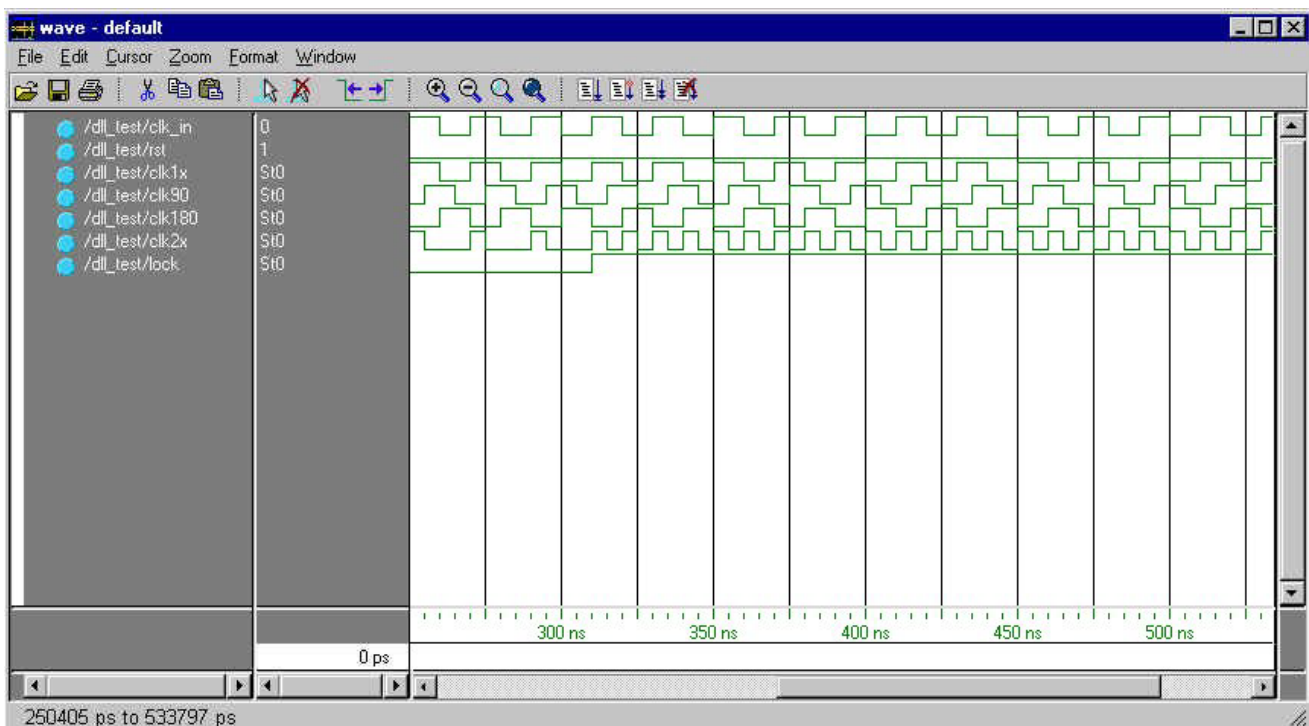 wave - default
File Edit Cursor Zoom Format Window
/dll_test/clk_in 0
/dll_test/rst 1
/dll_test/clk1x St0
/dll_test/clk90 St0
/dll_test/clk180 St0
/dll_test/clk2x St0
/dll_test/lock St0
300 ns 350 ns 400 ns 450 ns 500 ns
0 ps
250405 ps to 533797 ps